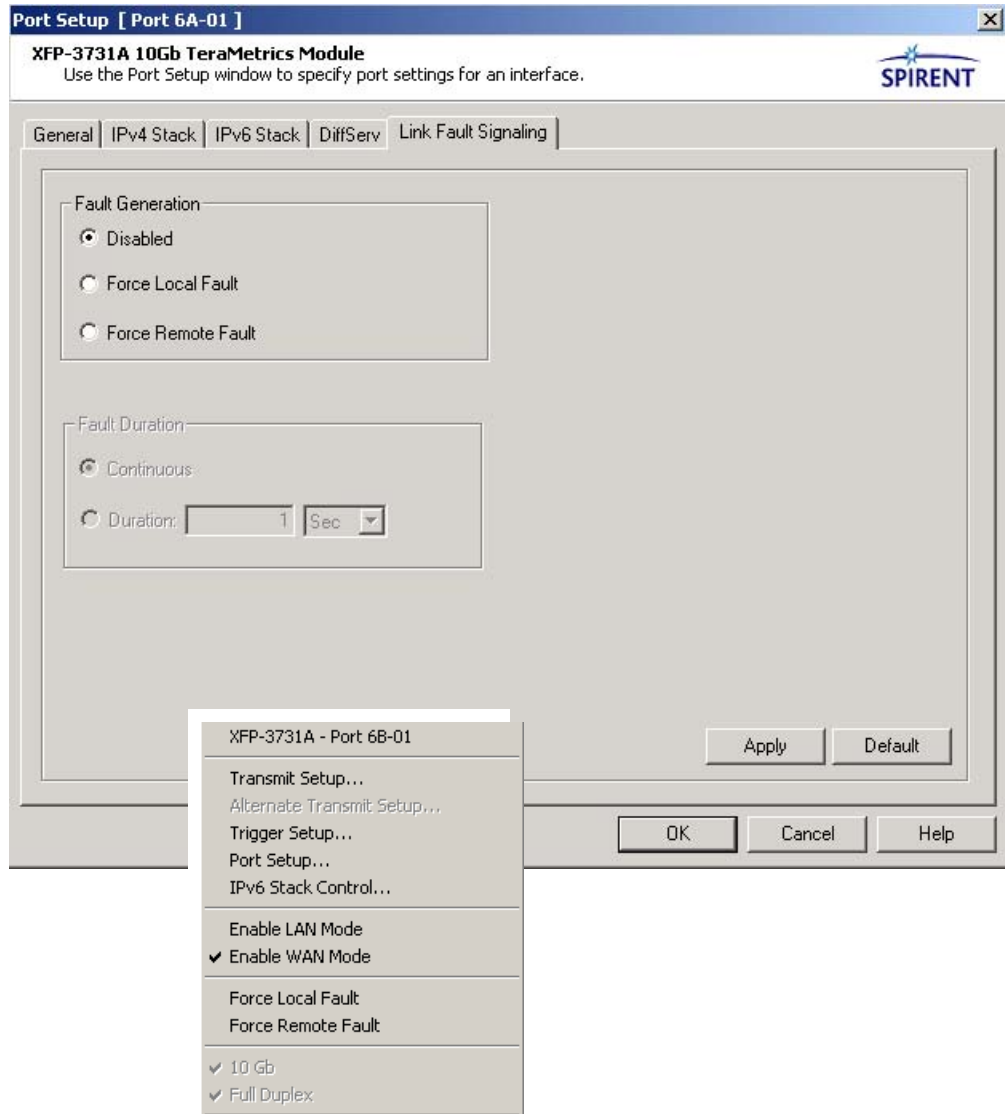 Port Setup [ Port 6A-01 ]
XFP-3731A 10Gb TeraMetrics Module
Use the Port Setup window to specify port settings for an interface.
SPIRENT
General IPv4 Stack IPv6 Stack DiffServ Link Fault Signaling
Fault Generation
Disabled
Force Local Fault
Force Remote Fault
Fault Duration
Continuous
Duration: 1 Sec
Apply Default
OK Cancel Help
XFP-3731A - Port 6B-01
Transmit Setup...
Alternate Transmit Setup...
Trigger Setup...
Port Setup...
IPv6 Stack Control...
Enable LAN Mode
Enable WAN Mode
Force Local Fault
Force Remote Fault
10 Gb
Full Duplex